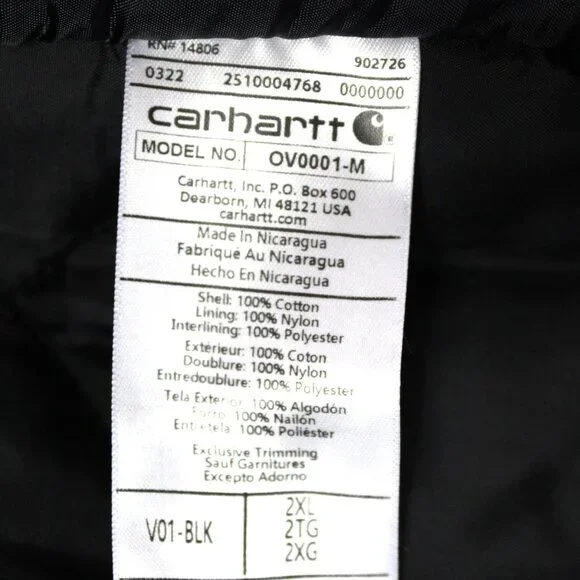 RN# 14806 902726
0322 2510004768 0000000
carhartt
MODEL NO. OV0001-M
Carhartt, Inc. P.O. Box 600
Dearborn, MI 48121 USA
carhartt.com
Made In Nicaragua
Fabriqué Au Nicaragua
Hecho En Nicaragua
Shell: 100% Cotton
Lining: 100% Nylon
Interlining: 100% Polyester
Extérieur: 100% Coton
Doublure: 100% Nylon
Entredoublure: 100% Polyester
Tela Exterior: 100% Algodón
Forro: 100% Nailón
Entretela: 100% Poliéster
Exclusive Trimming
Sauf Garnitures
Excepto Adorno
V01-BLK
2XL
2TG
2XG